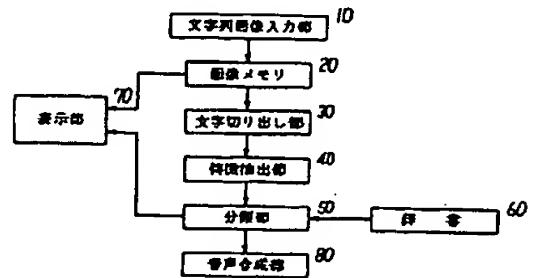 10
文字列画像入力部
20
画像メモリ
70
表示部
30
文字切り出し部
40
特徴抽出部
50
分類部
60
辞書
80
音声合成部